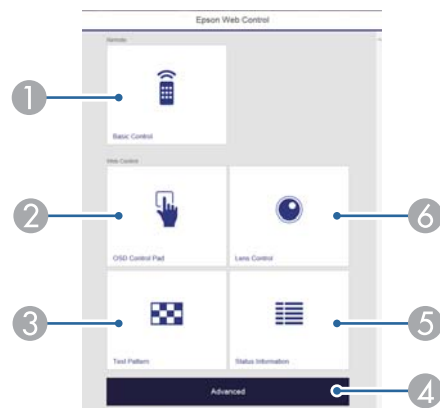 Epson Web Control
Remote
1
Basic Control
Web Control
2
6
OSD Control Pad
Lens Control
3
5
Test Pattern
Status Information
Advanced
4